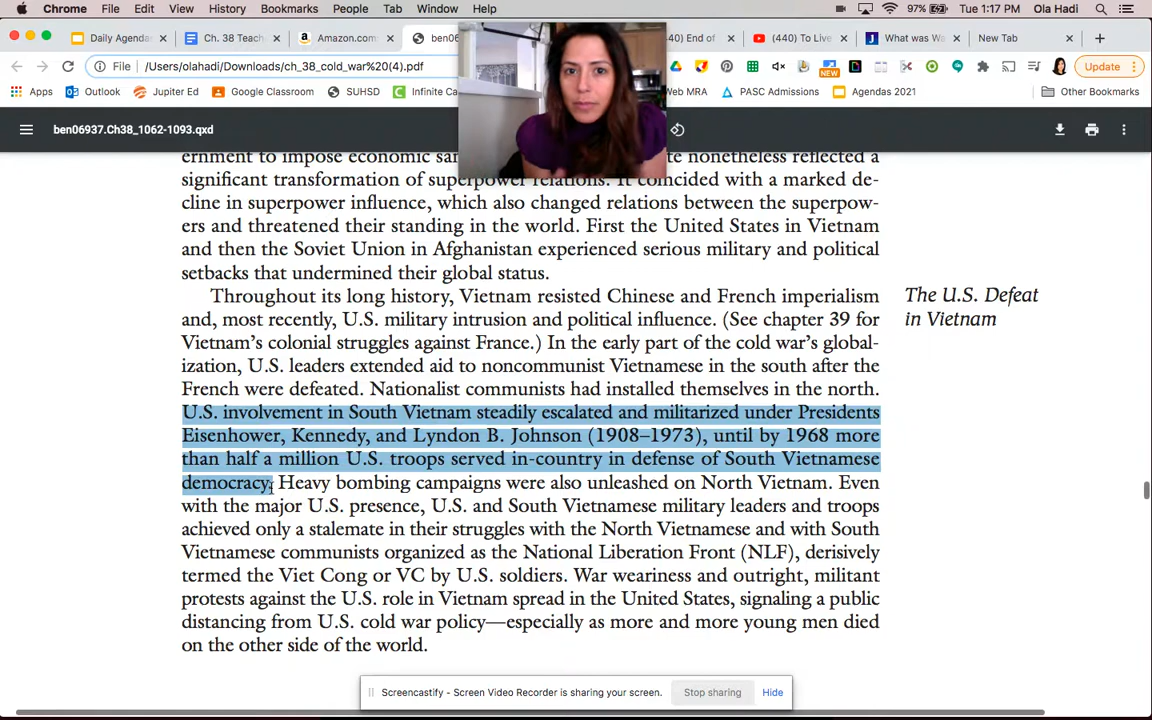 Chrome File Edit View History Bookmarks People Tab Window Help 97% Tue 1:17 PM Ola Hadi
Daily Agenda Ch. 38 Teach Amazon.com: ben0 40) End of (440) To Live What was Wo New Tab
File /Users/olahadi/Downloads/ch_38_cold_war%20(4).pdf NEW Update
Apps Outlook Jupiter Ed Google Classroom SUHSD Infinite Ca Web MRA PASC Admissions Agendas 2021 Other Bookmarks
ben06937.Ch38_1062-1093.qxd
ernment to impose economic san te nonetheless reflected a
significant transformation of superpower relations. It coincided with a marked de-
cline in superpower influence, which also changed relations between the superpow-
ers and threatened their standing in the world. First the United States in Vietnam
and then the Soviet Union in Afghanistan experienced serious military and political
setbacks that undermined their global status.
Throughout its long history, Vietnam resisted Chinese and French imperialism
and, most recently, U.S. military intrusion and political influence. (See chapter 39 for
Vietnam's colonial struggles against France.) In the early part of the cold war's global-
ization, U.S. leaders extended aid to noncommunist Vietnamese in the south after the
French were defeated. Nationalist communists had installed themselves in the north.
U.S. involvement in South Vietnam steadily escalated and militarized under Presidents
Eisenhower, Kennedy, and Lyndon B. Johnson (1908–1973), until by 1968 more
than half a million U.S. troops served in-country in defense of South Vietnamese
democracy. Heavy bombing campaigns were also unleashed on North Vietnam. Even
with the major U.S. presence, U.S. and South Vietnamese military leaders and troops
achieved only a stalemate in their struggles with the North Vietnamese and with South
Vietnamese communists organized as the National Liberation Front (NLF), derisively
termed the Viet Cong or VC by U.S. soldiers. War weariness and outright, militant
protests against the U.S. role in Vietnam spread in the United States, signaling a public
distancing from U.S. cold war policy—especially as more and more young men died
on the other side of the world.
The U.S. Defeat
in Vietnam
Screencastify - Screen Video Recorder is sharing your screen. Stop sharing Hide